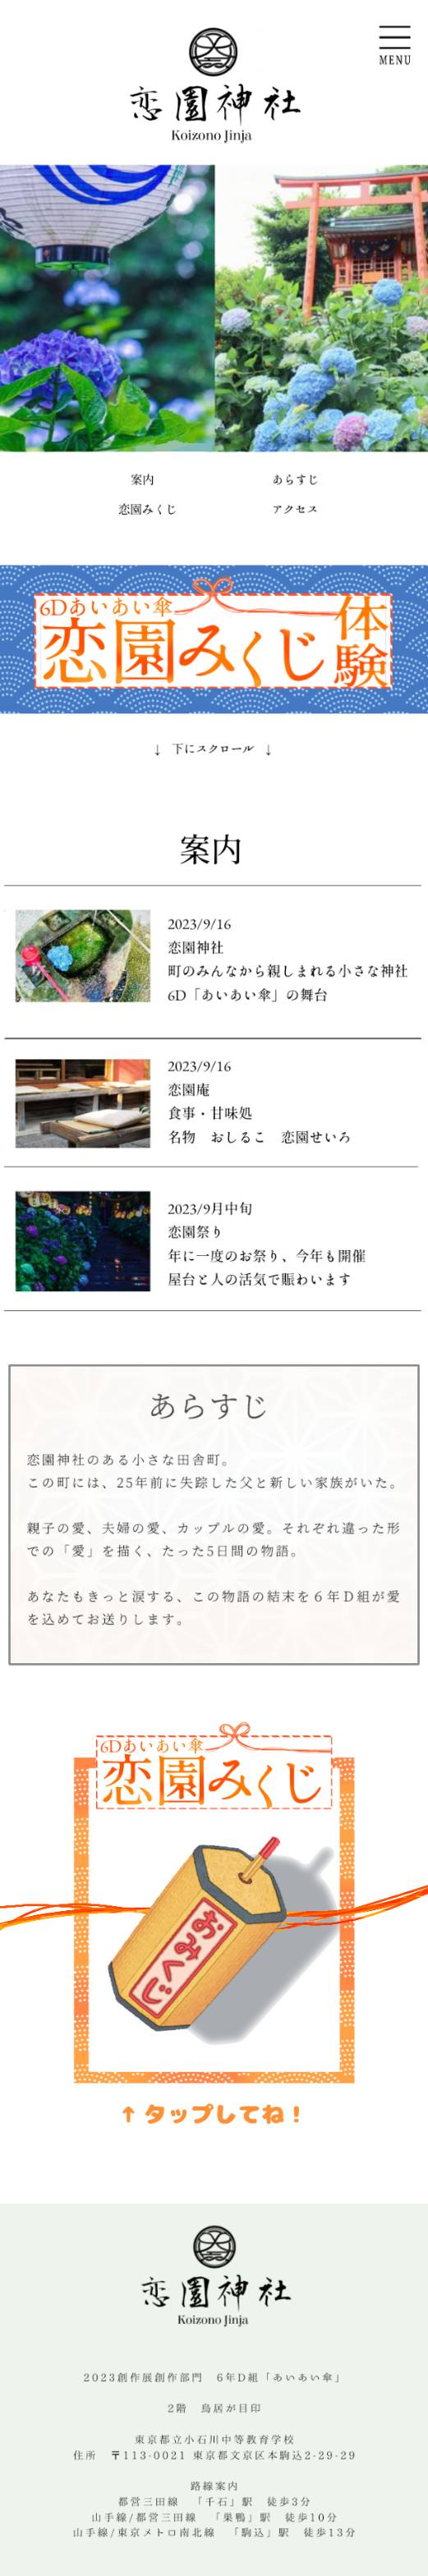 MENU
恋園神社
Koizono Jinja
案内
あらすじ
恋園みくじ
アクセス
6Dあいあい傘
恋園みくじ体験
↓ 下にスクロール ↓
案内
2023/9/16
恋園神社
町のみんなから親しまれる小さな神社
6D「あいあい傘」の舞台
2023/9/16
恋園庵
食事・甘味処
名物　おしるこ　恋園せいろ
2023/9月中旬
恋園祭り
年に一度のお祭り、今年も開催
屋台と人の活気で賑わいます
あらすじ
恋園神社のある小さな田舎町。
この町には、25年前に失踪した父と新しい家族がいた。
親子の愛、夫婦の愛、カップルの愛。それぞれ違った形
での「愛」を描く、たった5日間の物語。
あなたもきっと涙する、この物語の結末を６年Ｄ組が愛
を込めてお送りします。
6Dあいあい傘
恋園みくじ
おみくじ
↑タップしてね！
恋園神社
Koizono Jinja
2023創作展創作部門　6年D組「あいあい傘」
2階　鳥居が目印
東京都立小石川中等教育学校
住所　〒113-0021 東京都文京区本駒込2-29-29
路線案内
都営三田線　「千石」駅　徒歩3分
山手線/都営三田線　「巣鴨」駅　徒歩10分
山手線/東京メトロ南北線　「駒込」駅　徒歩13分